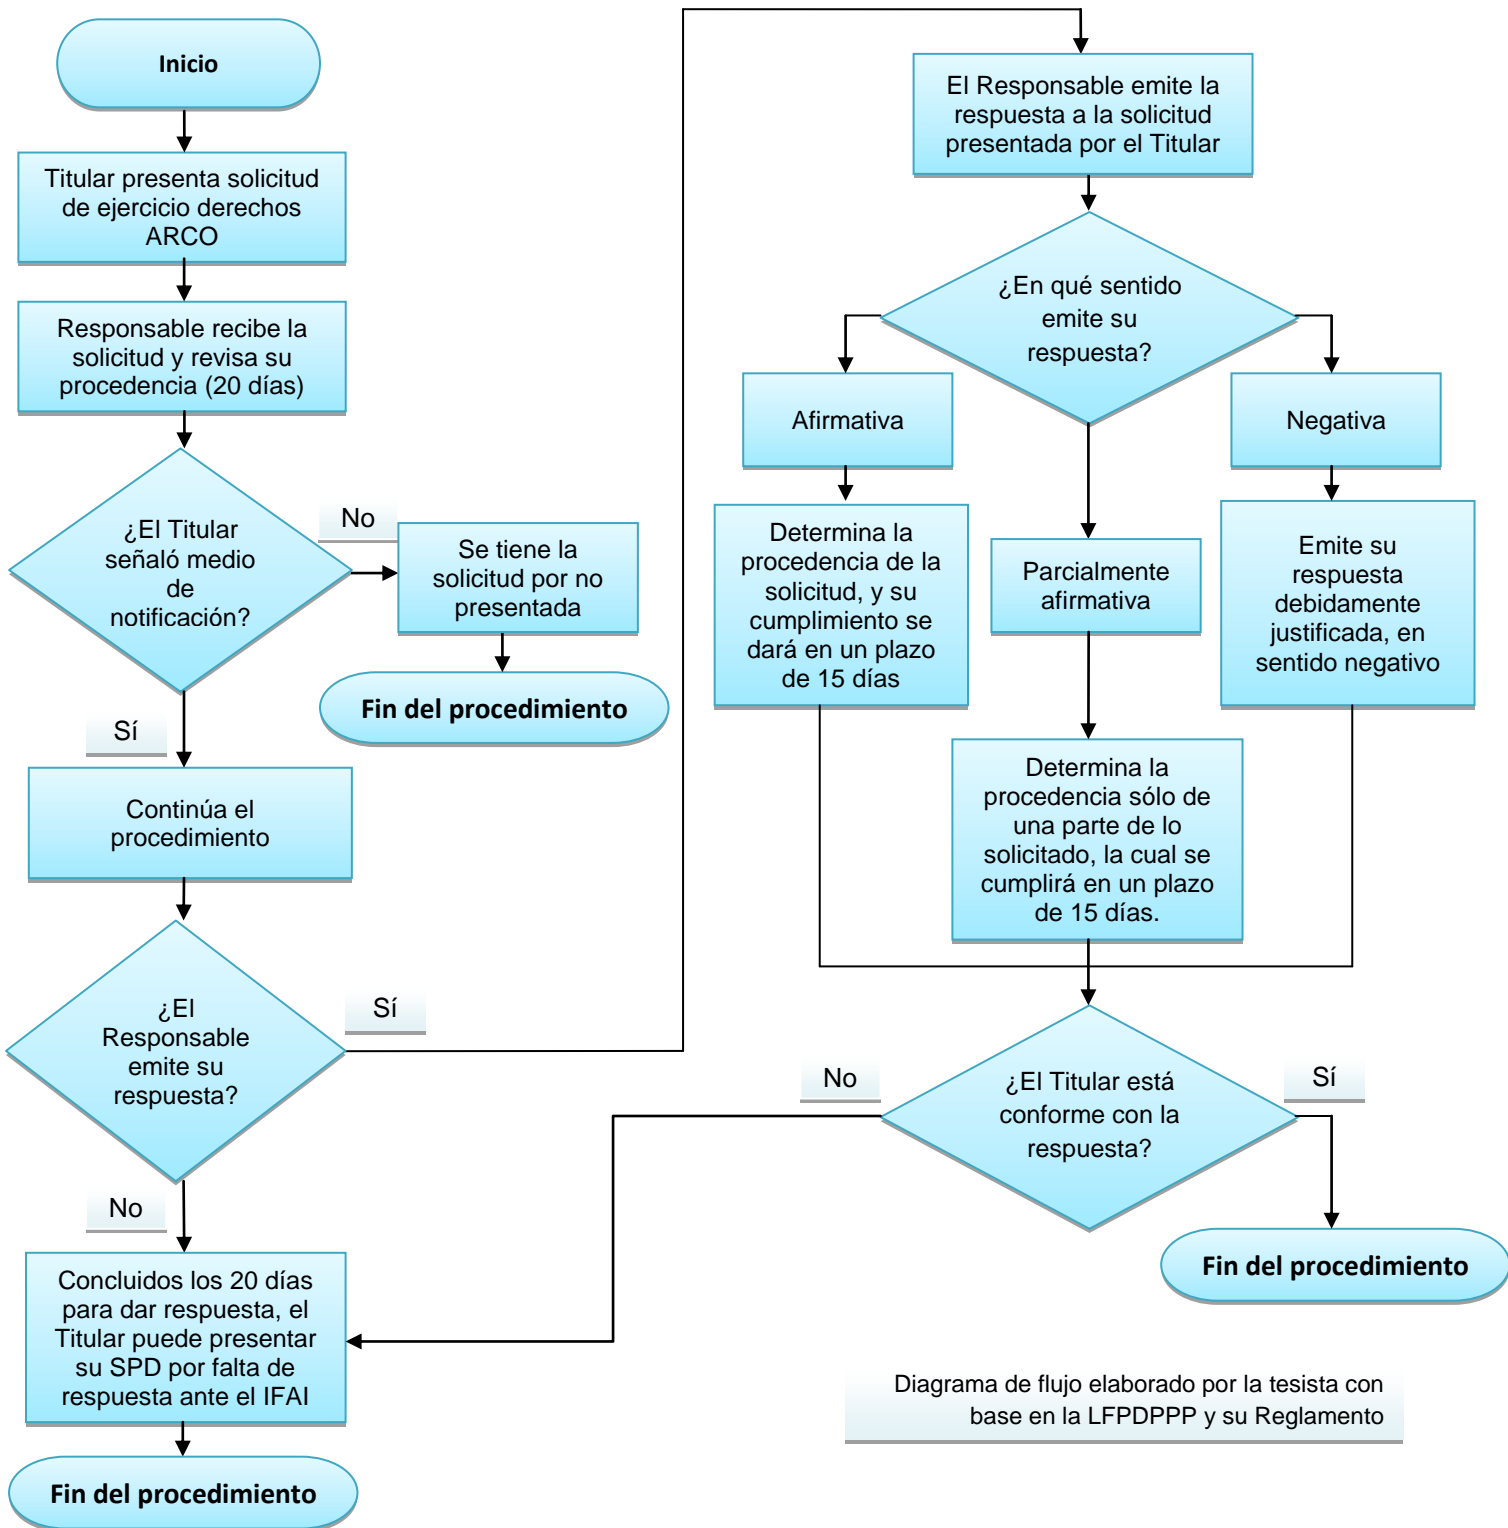 Inicio
Titular presenta solicitud
de ejercicio derechos
ARCO
Responsable recibe la
solicitud y revisa su
procedencia (20 días)
¿El Titular
señaló medio
de
notificación?
No
Se tiene la
solicitud por no
presentada
Fin del procedimiento
Sí
Continúa el
procedimiento
¿El
Responsable
emite su
respuesta?
Sí
No
Concluidos los 20 días
para dar respuesta, el
Titular puede presentar
su SPD por falta de
respuesta ante el IFAI
Fin del procedimiento
El Responsable emite la
respuesta a la solicitud
presentada por el Titular
¿En qué sentido
emite su
respuesta?
Afirmativa
Determina la
procedencia de la
solicitud, y su
cumplimiento se
dará en un plazo
de 15 días
Parcialmente
afirmativa
Determina la
procedencia sólo de
una parte de lo
solicitado, la cual se
cumplirá en un plazo
de 15 días.
Negativa
Emite su
respuesta
debidamente
justificada, en
sentido negativo
¿El Titular está
conforme con la
respuesta?
No
Sí
Fin del procedimiento
Diagrama de flujo elaborado por la tesista con
base en la LFPDPPP y su Reglamento